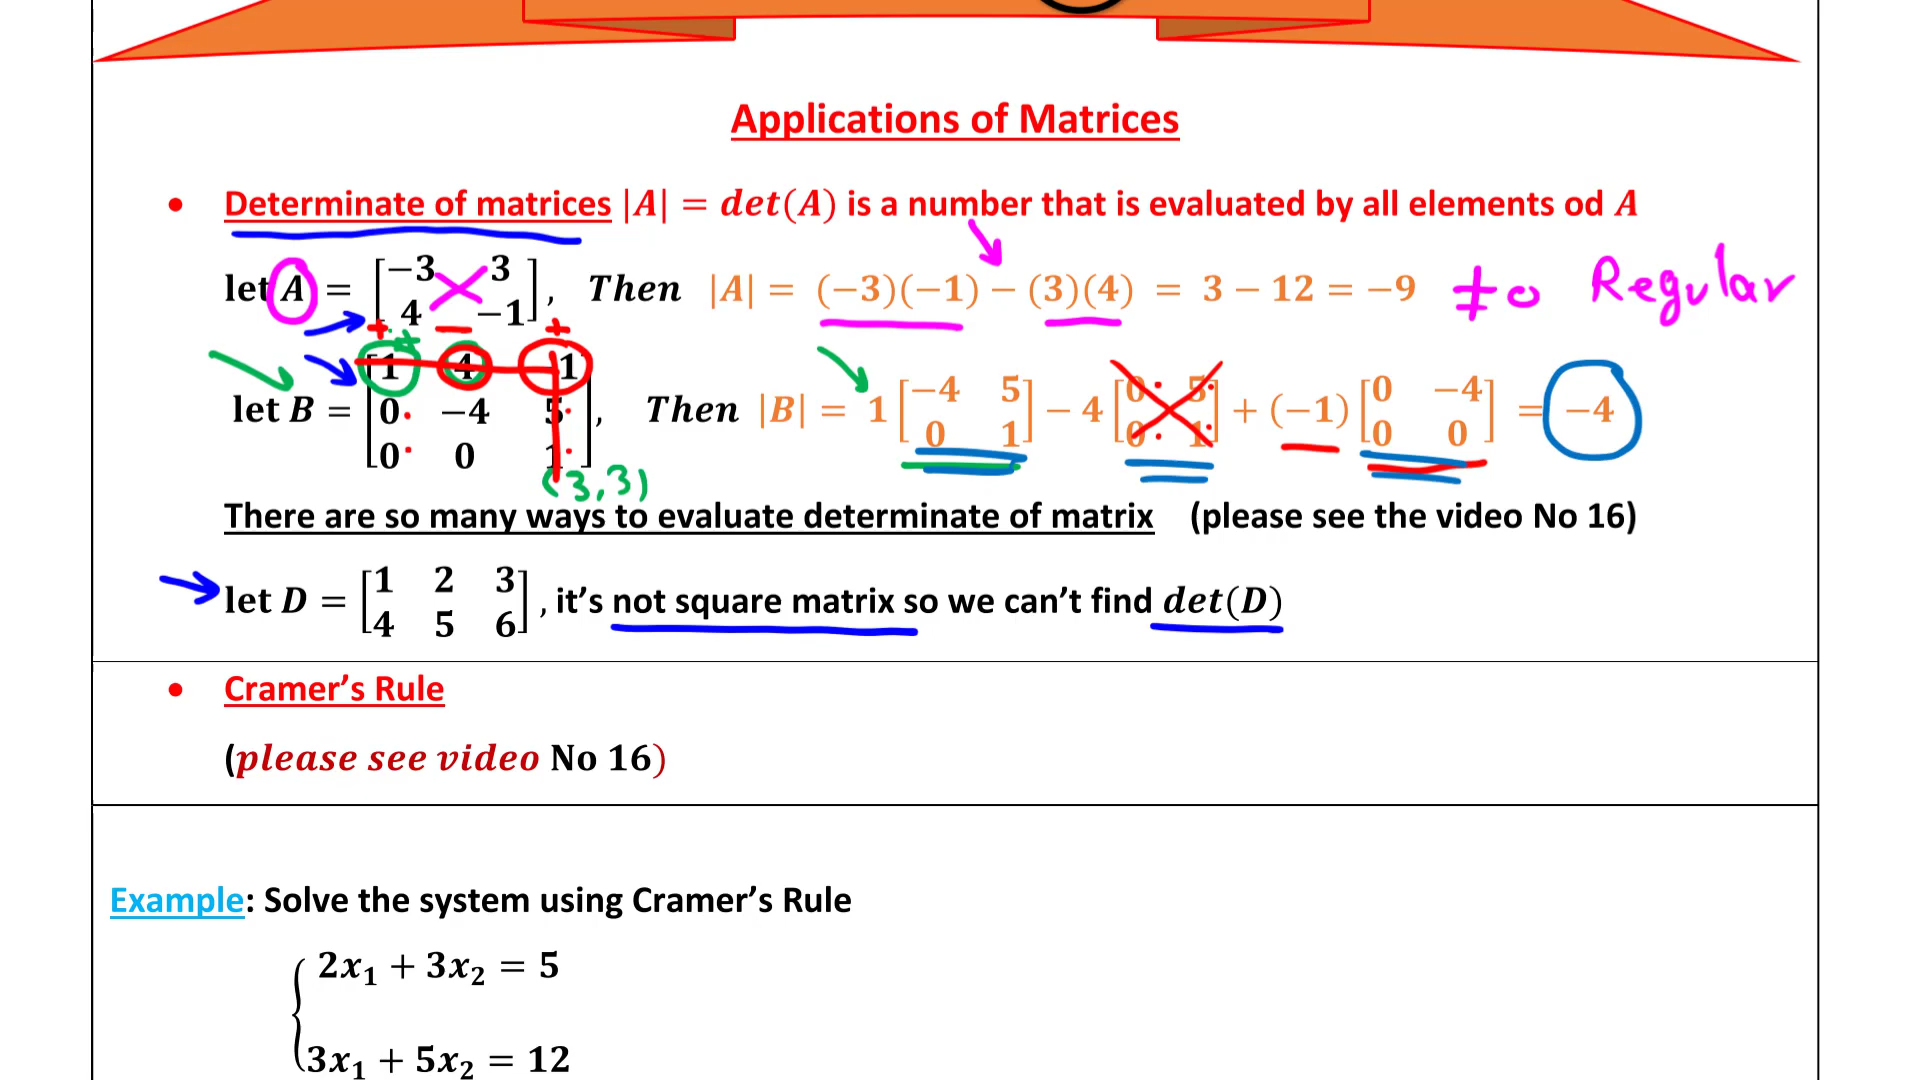 Applications of Matrices
• Determinate of matrices |A| = det(A) is a number that is evaluated by all elements od A
let A = [−3 3
4 −1], Then |A| = (−3)(−1) − (3)(4) = 3 − 12 = −9 ≠ 0 Regular
+ − +
let B = [1 4 −1
0 −4 5
0 0 1], Then |B| = 1 [−4 5
0 1] − 4 [0 5
0 1] + (−1) [0 −4
0 0] = −4
(3,3)
There are so many ways to evaluate determinate of matrix (please see the video No 16)
let D = [1 2 3
4 5 6], it’s not square matrix so we can’t find det(D)
• Cramer’s Rule
(please see video No 16)
Example: Solve the system using Cramer’s Rule
2x₁ + 3x₂ = 5
3x₁ + 5x₂ = 12